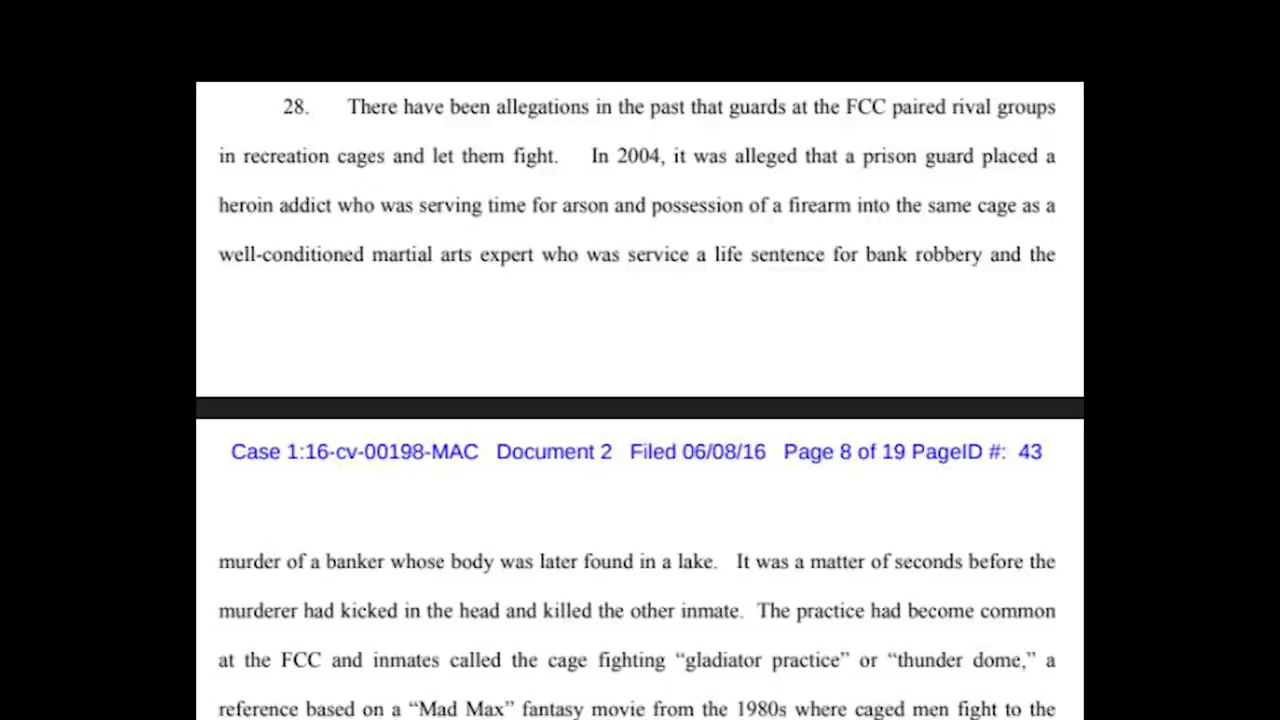 28. There have been allegations in the past that guards at the FCC paired rival groups
in recreation cages and let them fight. In 2004, it was alleged that a prison guard placed a
heroin addict who was serving time for arson and possession of a firearm into the same cage as a
well-conditioned martial arts expert who was service a life sentence for bank robbery and the
Case 1:16-cv-00198-MAC Document 2 Filed 06/08/16 Page 8 of 19 PageID #: 43
murder of a banker whose body was later found in a lake. It was a matter of seconds before the
murderer had kicked in the head and killed the other inmate. The practice had become common
at the FCC and inmates called the cage fighting “gladiator practice” or “thunder dome,” a
reference based on a “Mad Max” fantasy movie from the 1980s where caged men fight to the